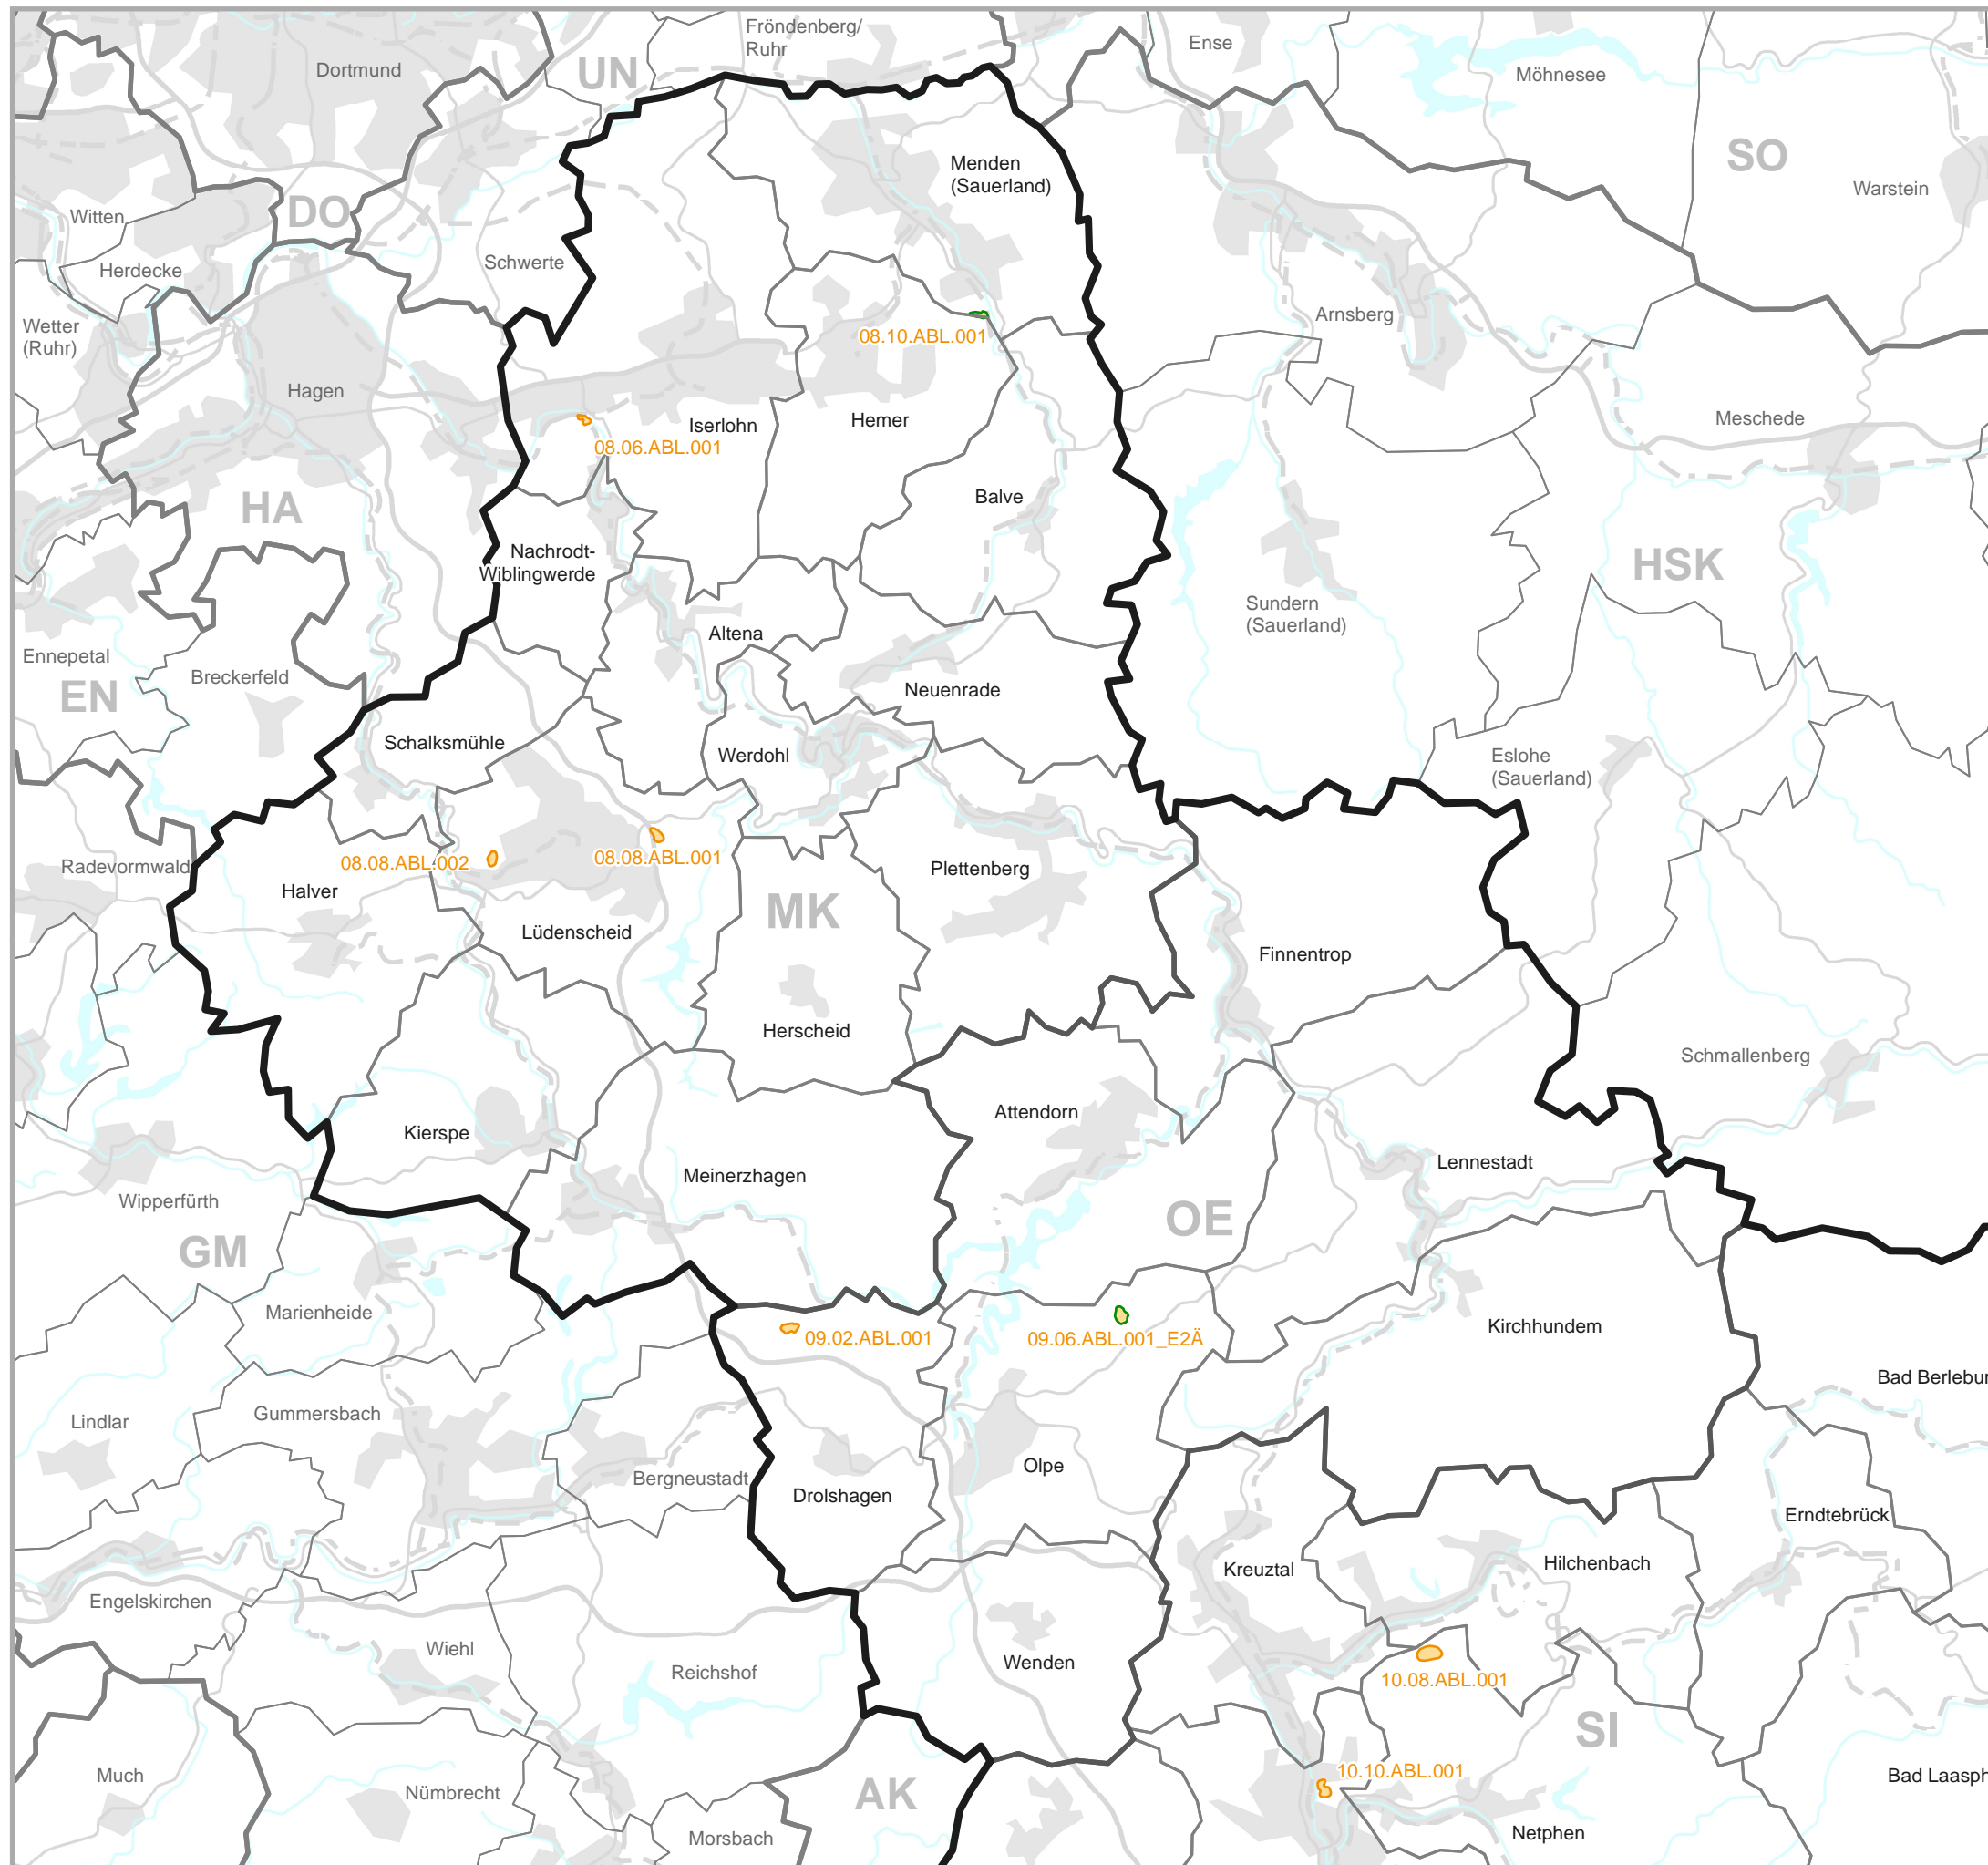 Fröndenberg/
Ruhr
Ense
Dortmund
UN
Möhnesee
SO
Menden
(Sauerland)
Warstein
Witten
DO
Herdecke
Schwerte
Wetter
(Ruhr)
08.10.ABL.001
Arnsberg
Hagen
Iserlohn
Hemer
Meschede
08.06.ABL.001
HA
Balve
Nachrodt-
Wiblingwerde
HSK
Sundern
(Sauerland)
Altena
Ennepetal
Breckerfeld
EN
Neuenrade
Schalksmühle
Werdohl
Eslohe
(Sauerland)
Radevormwald
08.08.ABL.002
08.08.ABL.001
Plettenberg
Halver
MK
Lüdenscheid
Finnentrop
Herscheid
Schmallenberg
Attendorn
Kierspe
Lennestadt
Meinerzhagen
Wipperfürth
OE
GM
Marienheide
09.02.ABL.001
09.06.ABL.001_E2Ä
Kirchhundem
Bad Berlebur
Lindlar
Gummersbach
Olpe
Bergneustadt
Drolshagen
Erndtebrück
Kreuztal
Hilchenbach
Engelskirchen
Wiehl
Reichshof
Wenden
10.08.ABL.001
SI
Much
Nümbrecht
AK
10.10.ABL.001
Bad Laasph
Morsbach
Netphen